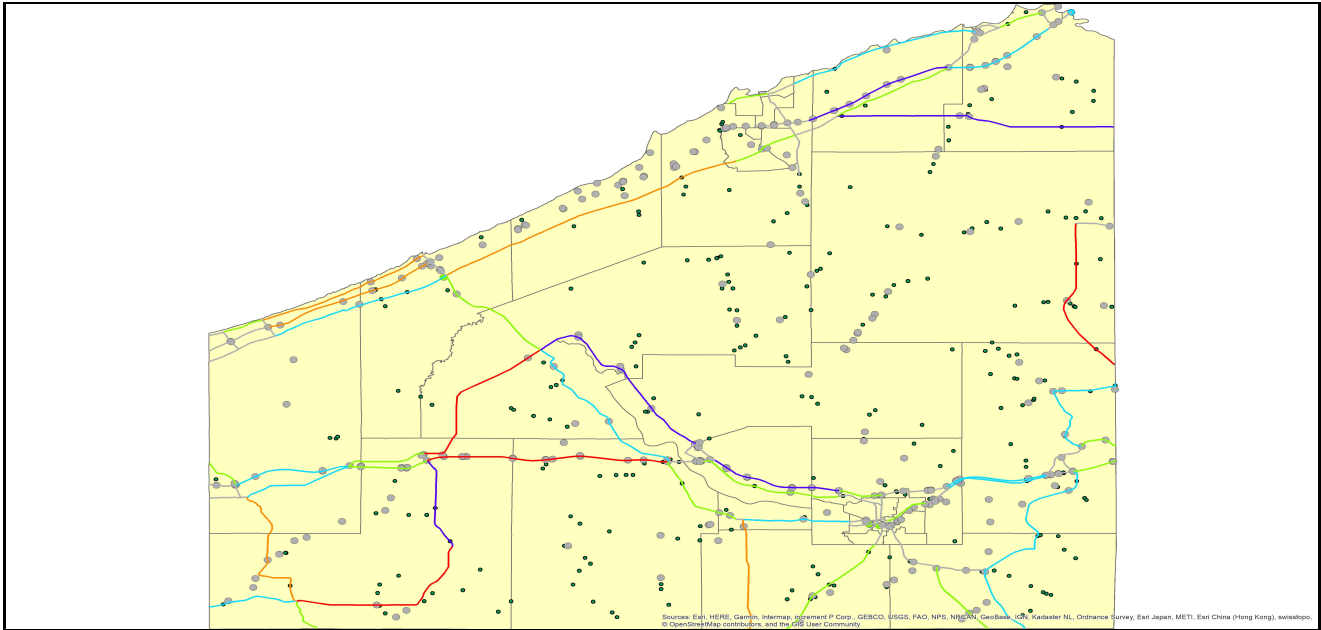 Sources: Esri, HERE, Garmin, Intermap, increment P Corp., GEBCO, USGS, FAO, NPS, NRCAN, GeoBase, IGN, Kadaster NL, Ordnance Survey, Esri Japan, METI, Esri China (Hong Kong), swisstopo,
© OpenStreetMap contributors, and the GIS User Community